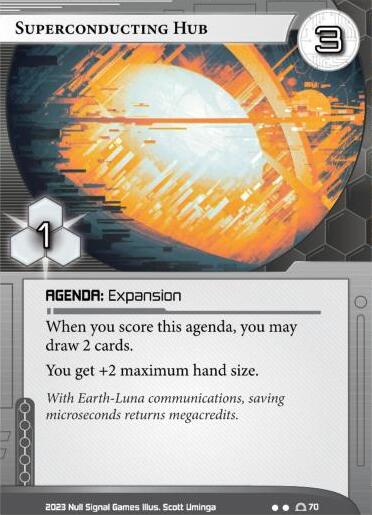 Superconducting Hub
3
1
AGENDA: Expansion
When you score this agenda, you may
draw 2 cards.
You get +2 maximum hand size.
With Earth-Luna communications, saving
microseconds returns megacredits.
2023 Null Signal Games Illus. Scott Uminga
70